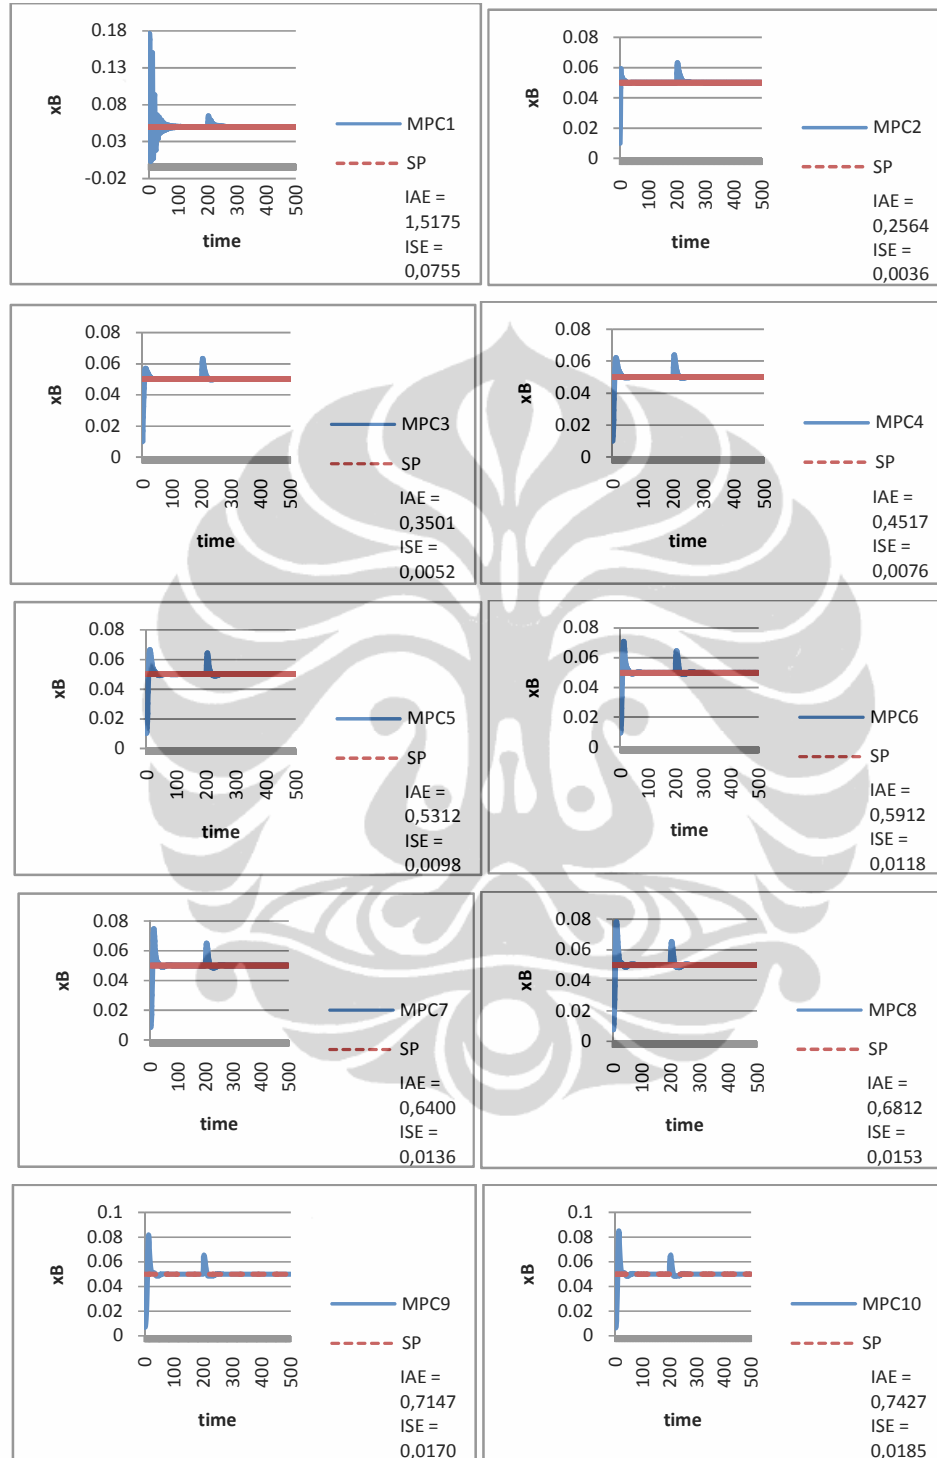 0.18
0.13
0.08
0.03
-0.02
xB
0
100
200
300
400
500
time
MPC1
SP
IAE =
1,5175
ISE =
0,0755
0.08
0.06
0.04
0.02
0
xB
0
100
200
300
400
500
time
MPC2
SP
IAE =
0,2564
ISE =
0,0036
0.08
0.06
0.04
0.02
0
xB
0
100
200
300
400
500
time
MPC3
SP
IAE =
0,3501
ISE =
0,0052
0.08
0.06
0.04
0.02
0
xB
0
100
200
300
400
500
time
MPC4
SP
IAE =
0,4517
ISE =
0,0076
0.08
0.06
0.04
0.02
0
xB
0
100
200
300
400
500
time
MPC5
SP
IAE =
0,5312
ISE =
0,0098
0.08
0.06
0.04
0.02
0
xB
0
100
200
300
400
500
time
MPC6
SP
IAE =
0,5912
ISE =
0,0118
0.08
0.06
0.04
0.02
0
xB
0
100
200
300
400
500
time
MPC7
SP
IAE =
0,6400
ISE =
0,0136
0.08
0.06
0.04
0.02
0
xB
0
100
200
300
400
500
time
MPC8
SP
IAE =
0,6812
ISE =
0,0153
0.1
0.08
0.06
0.04
0.02
0
xB
0
100
200
300
400
500
time
MPC9
SP
IAE =
0,7147
ISE =
0,0170
0.1
0.08
0.06
0.04
0.02
0
xB
0
100
200
300
400
500
time
MPC10
SP
IAE =
0,7427
ISE =
0,0185